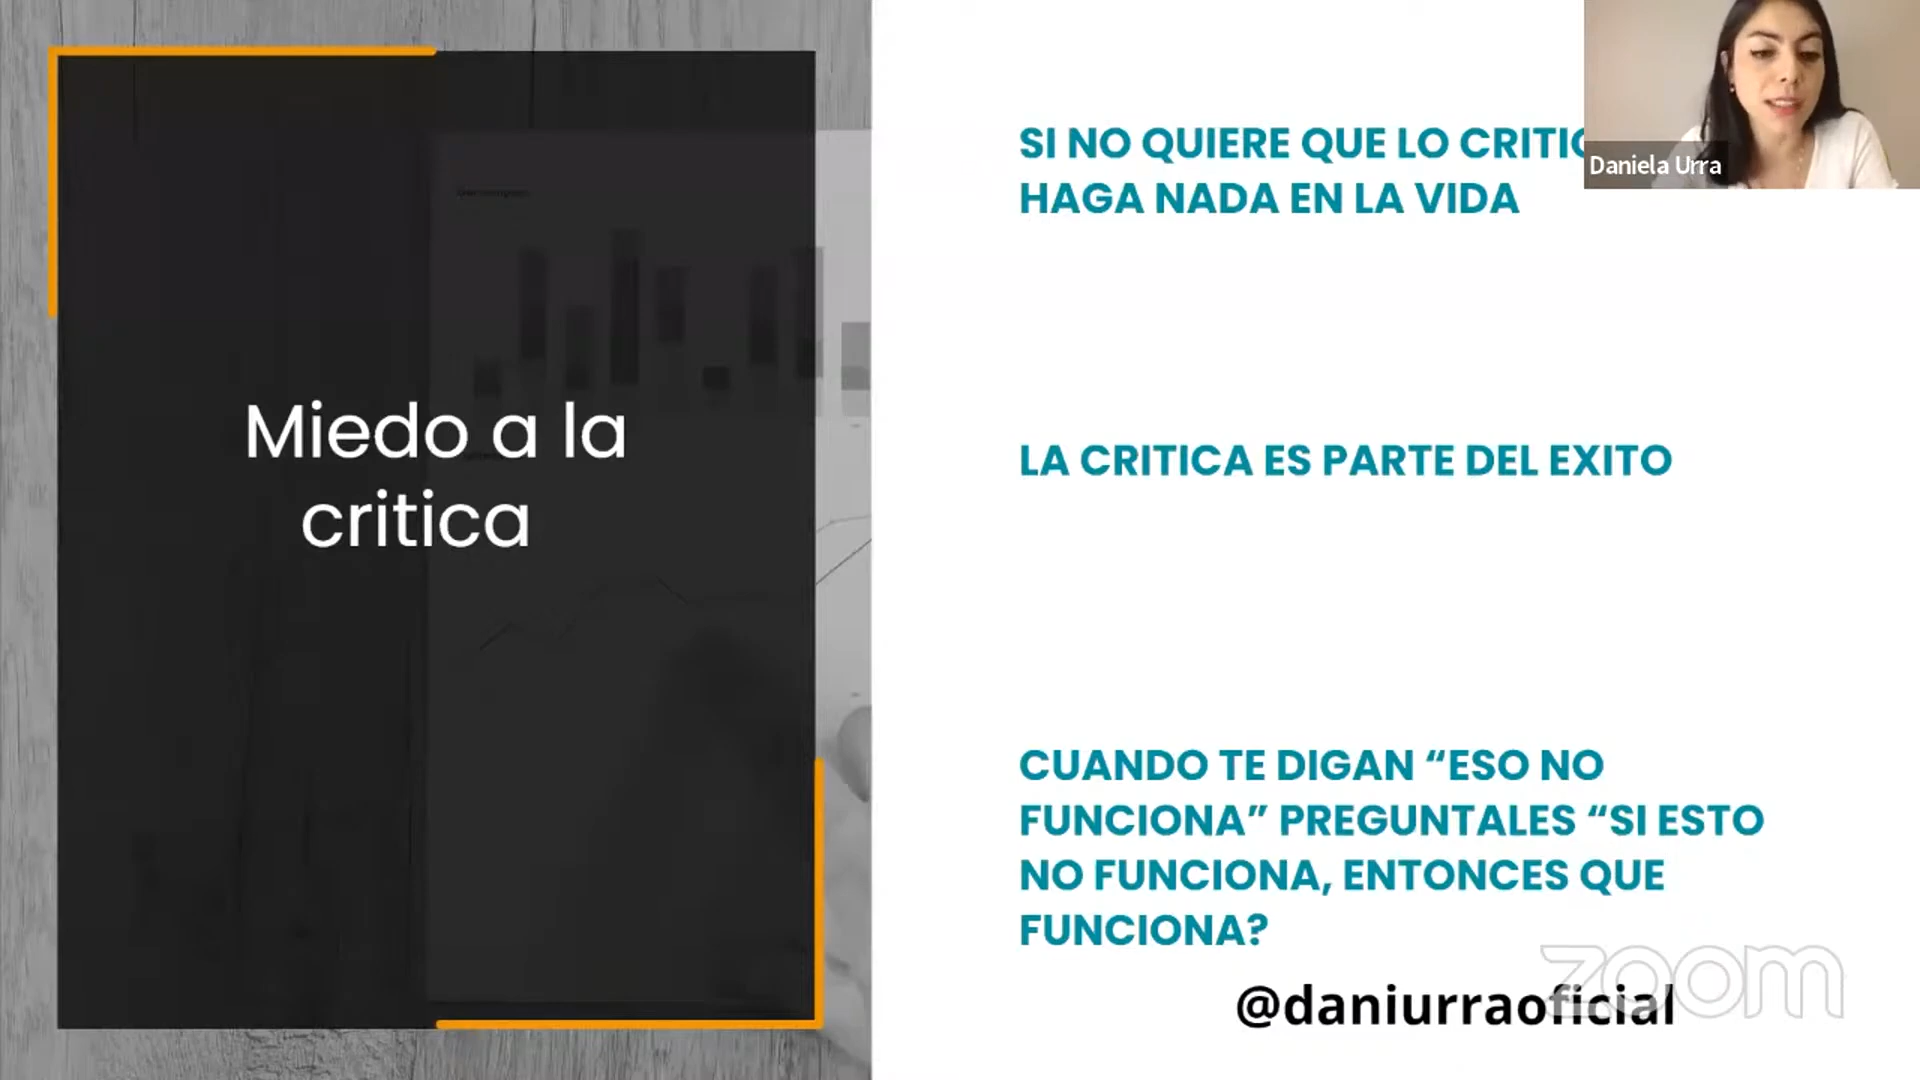 Miedo a la
critica
SI NO QUIERE QUE LO
HAGA NADA EN LA VIDA
LA CRITICA ES PARTE DEL EXITO
CUANDO TE DIGAN “ESO NO
FUNCIONA” PREGUNTALES “SI ESTO
NO FUNCIONA, ENTONCES QUE
FUNCIONA?
@daniurraoficial
zoom
Daniela Urra